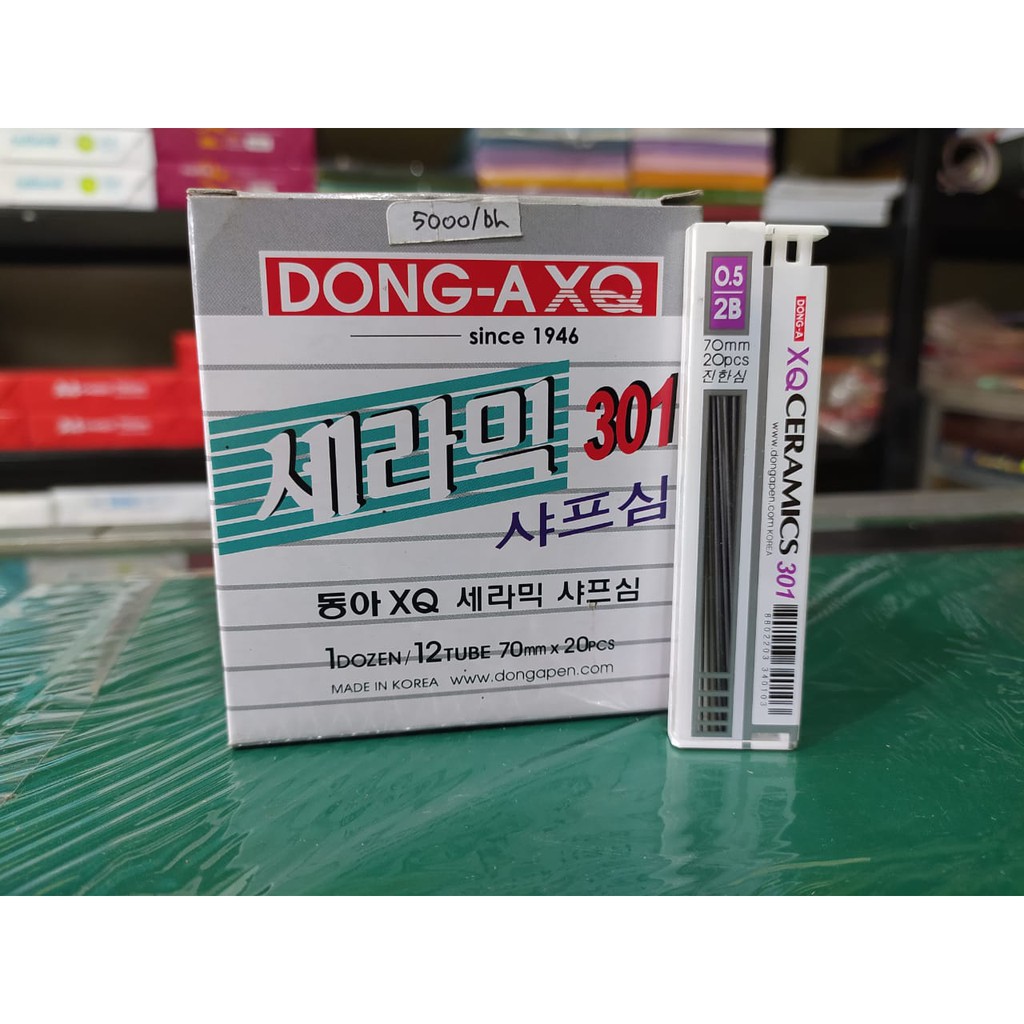 5000/bh
DONG-A XQ
since 1946
세라믹 301
샤프심
동아 XQ 세라믹 샤프심
1DOZEN / 12TUBE 70mm x 20PCS
MADE IN KOREA www.dongapen.com
0.5
2B
70mm
20pcs
진한심
DONG-A XQ CERAMICS 301
www.dongapen.com KOREA
8802203 340103